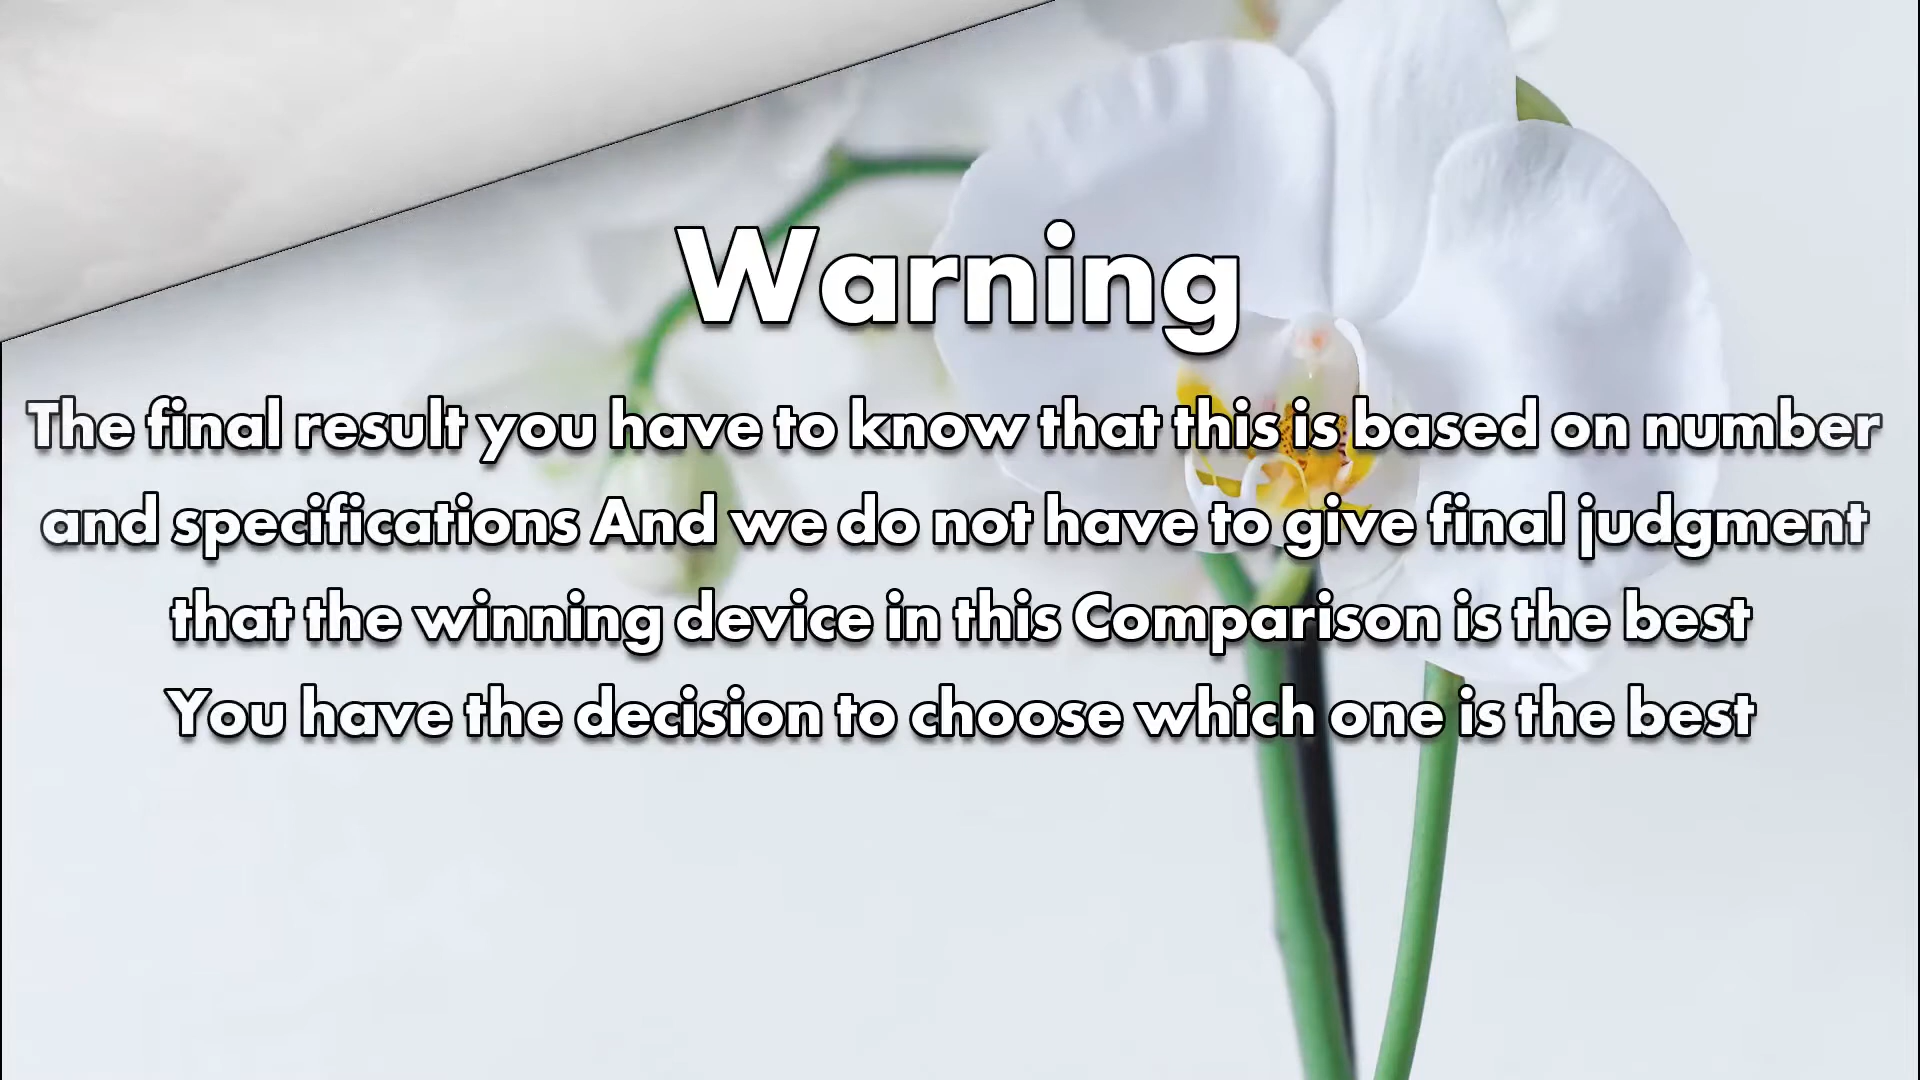 Warning
The final result you have to know that this is based on number
and specifications And we do not have to give final judgment
that the winning device in this Comparison is the best
You have the decision to choose which one is the best